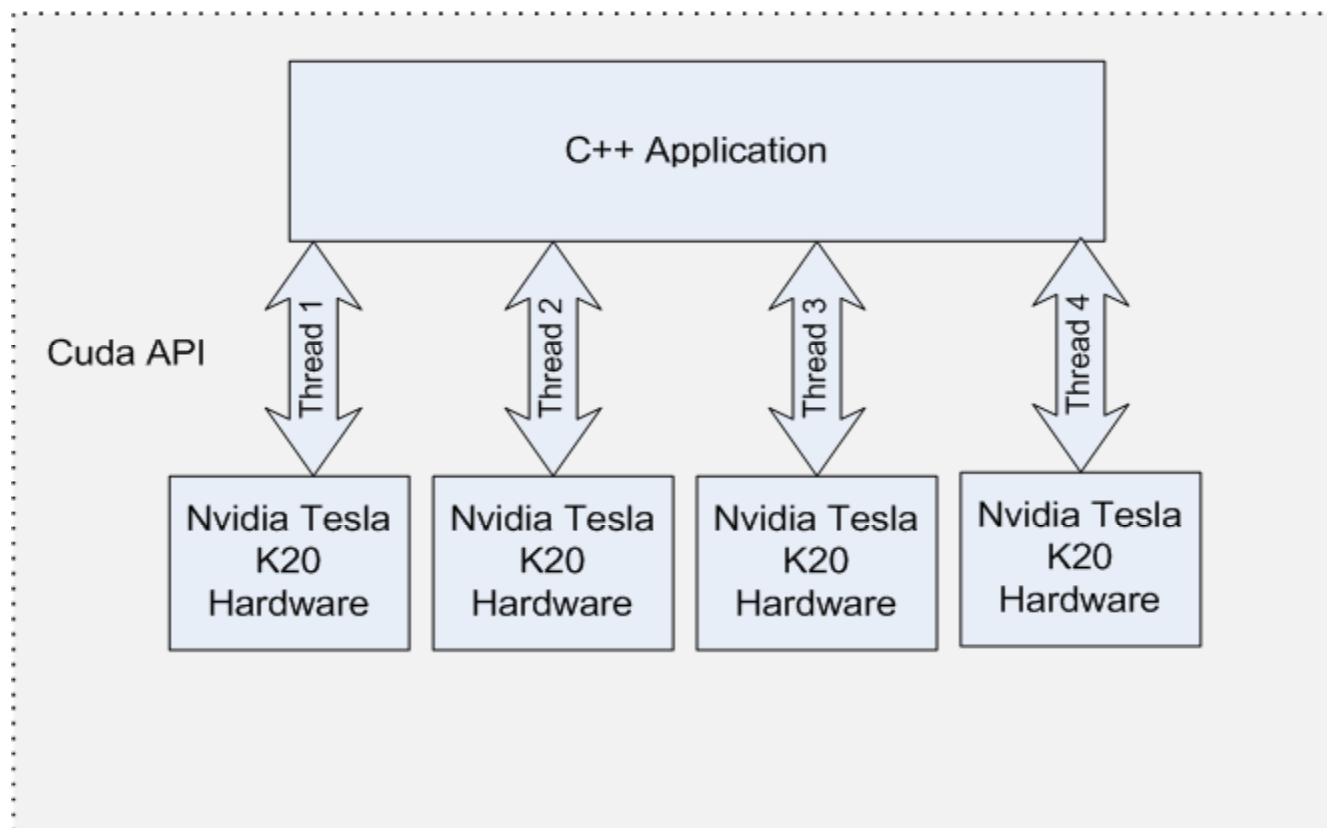 C++ Application
Cuda API
Thread 1
Thread 2
Thread 3
Thread 4
Nvidia Tesla
K20
Hardware
Nvidia Tesla
K20
Hardware
Nvidia Tesla
K20
Hardware
Nvidia Tesla
K20
Hardware